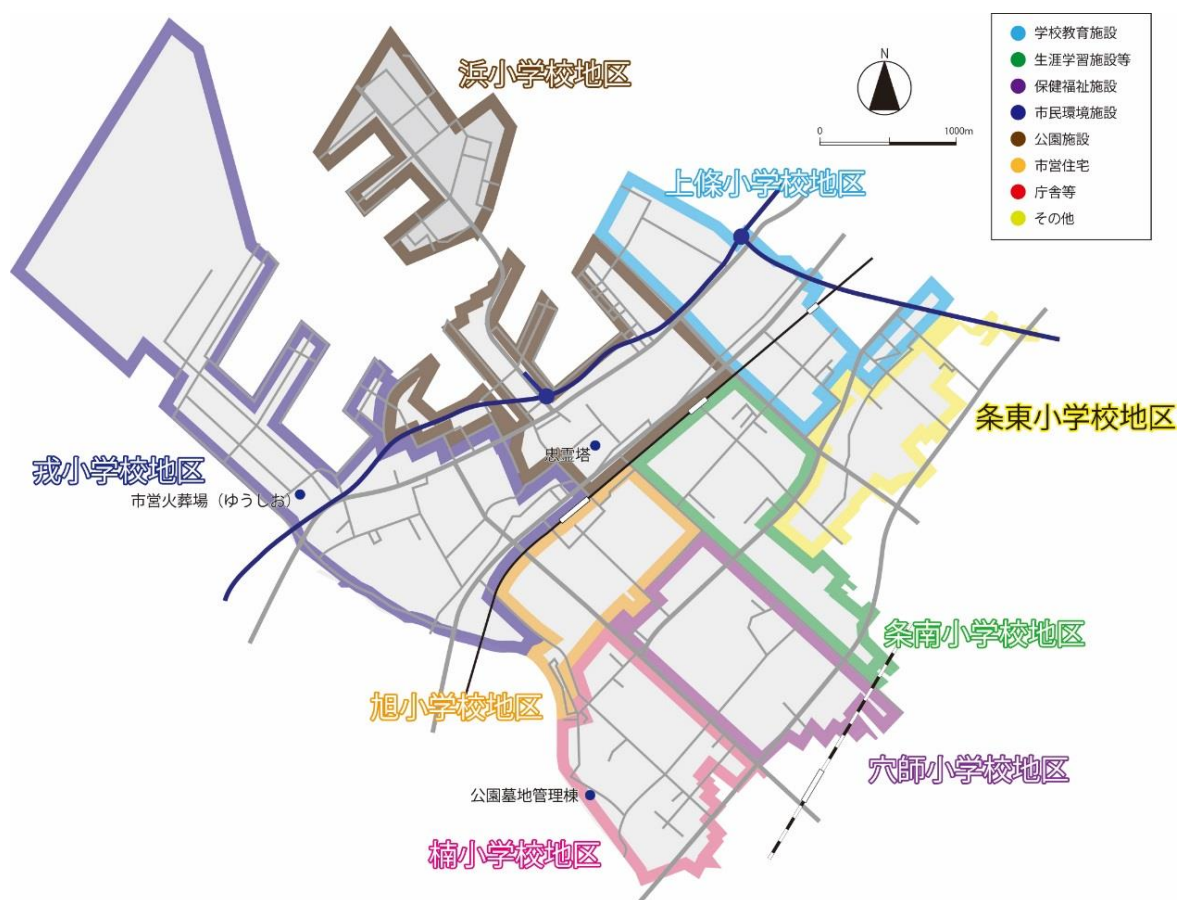 学校教育施設
生涯学習施設等
保健福祉施設
市民環境施設
公園施設
市営住宅
庁舎等
その他
N
0 1000m
浜小学校地区
上條小学校地区
条東小学校地区
戎小学校地区
忠霊塔
市営火葬場（ゆうしお）
条南小学校地区
旭小学校地区
穴師小学校地区
公園墓地管理棟
楠小学校地区